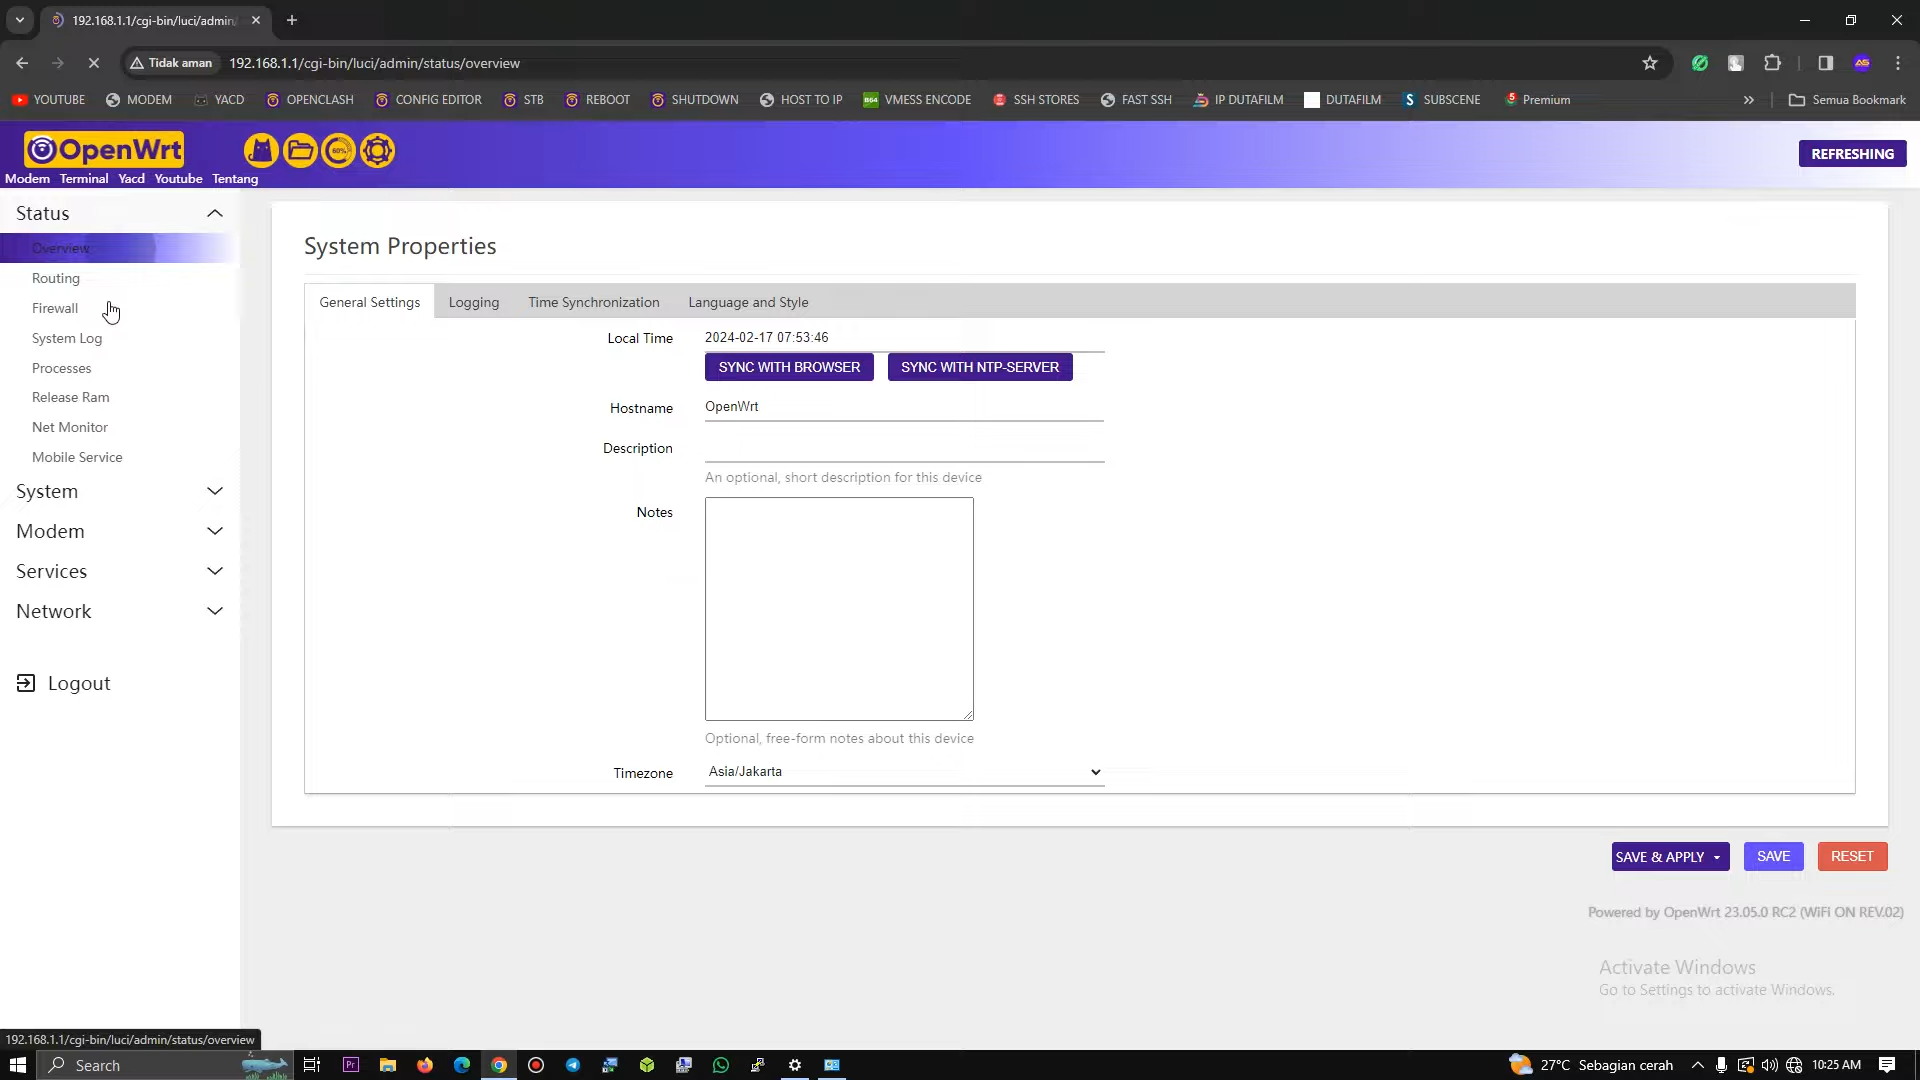 192.168.1.1/cgi-bin/luci/admin/
Tidak aman 192.168.1.1/cgi-bin/luci/admin/status/overview
YOUTUBE MODEM YACD OPENCLASH CONFIG EDITOR STB REBOOT SHUTDOWN HOST TO IP VMESS ENCODE SSH STORES FAST SSH IP DUTAFILM DUTAFILM SUBSCENE Premium Semua Bookmark
OpenWrt 60%
REFRESHING
Modem Terminal Yacd Youtube Tentang
Status
Overview
Routing
Firewall
System Log
Processes
Release Ram
Net Monitor
Mobile Service
System
Modem
Services
Network
Logout
System Properties
General Settings Logging Time Synchronization Language and Style
Local Time 2024-02-17 07:53:46
SYNC WITH BROWSER SYNC WITH NTP-SERVER
Hostname OpenWrt
Description
An optional, short description for this device
Notes
Optional, free-form notes about this device
Timezone Asia/Jakarta
SAVE & APPLY SAVE RESET
Powered by OpenWrt 23.05.0 RC2 (WiFi ON REV.02)
Activate Windows
Go to Settings to activate Windows.
192.168.1.1/cgi-bin/luci/admin/status/overview
Search 27°C Sebagian cerah 10:25 AM